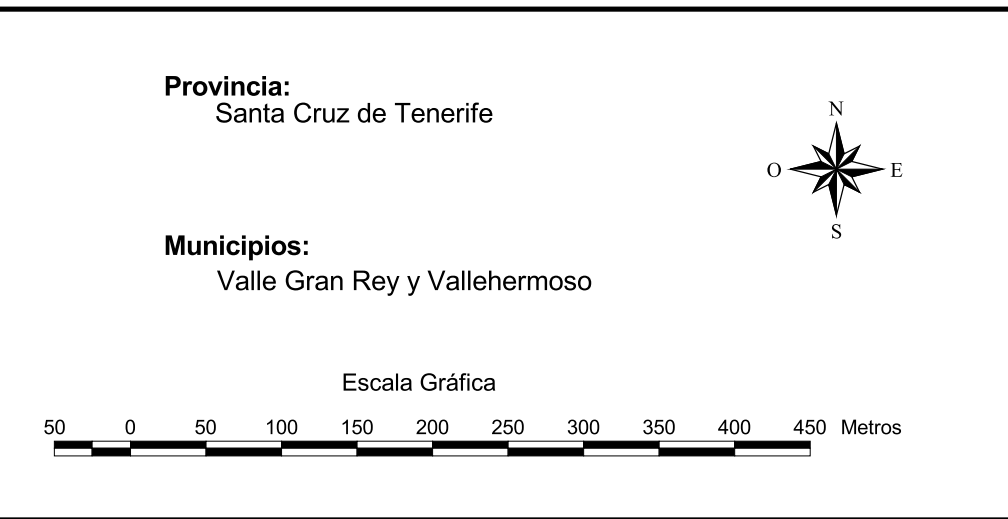 Provincia:
Santa Cruz de Tenerife
N
O E
S
Municipios:
Valle Gran Rey y Vallehermoso
Escala Gráfica
50 0 50 100 150 200 250 300 350 400 450 Metros